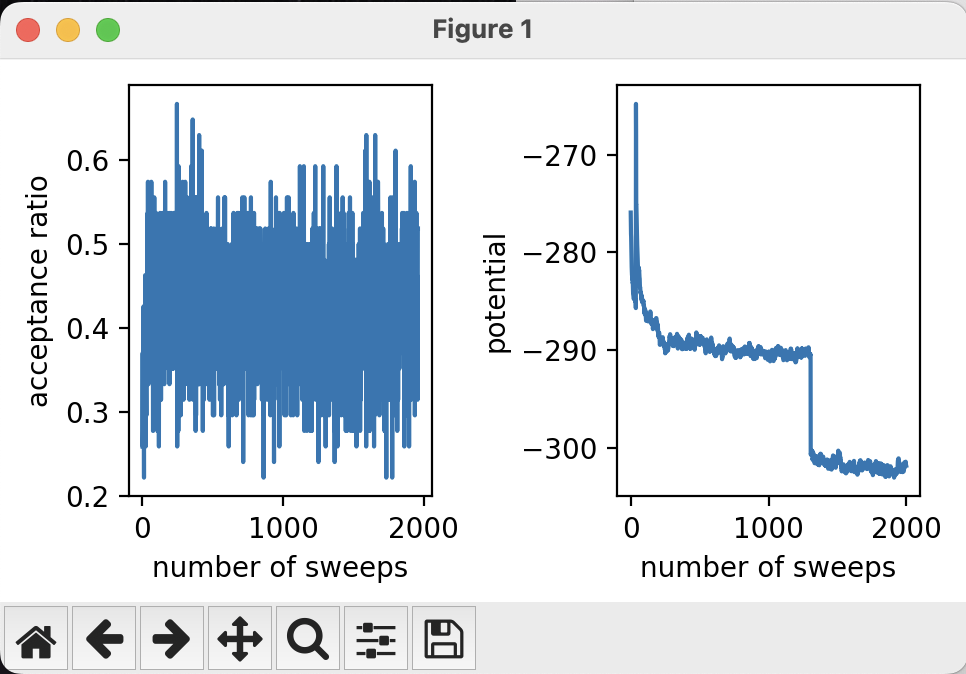 Figure 1
acceptance ratio
0.6
0.5
0.4
0.3
0.2
0 1000 2000
number of sweeps
potential
−270
−280
−290
−300
0 1000 2000
number of sweeps